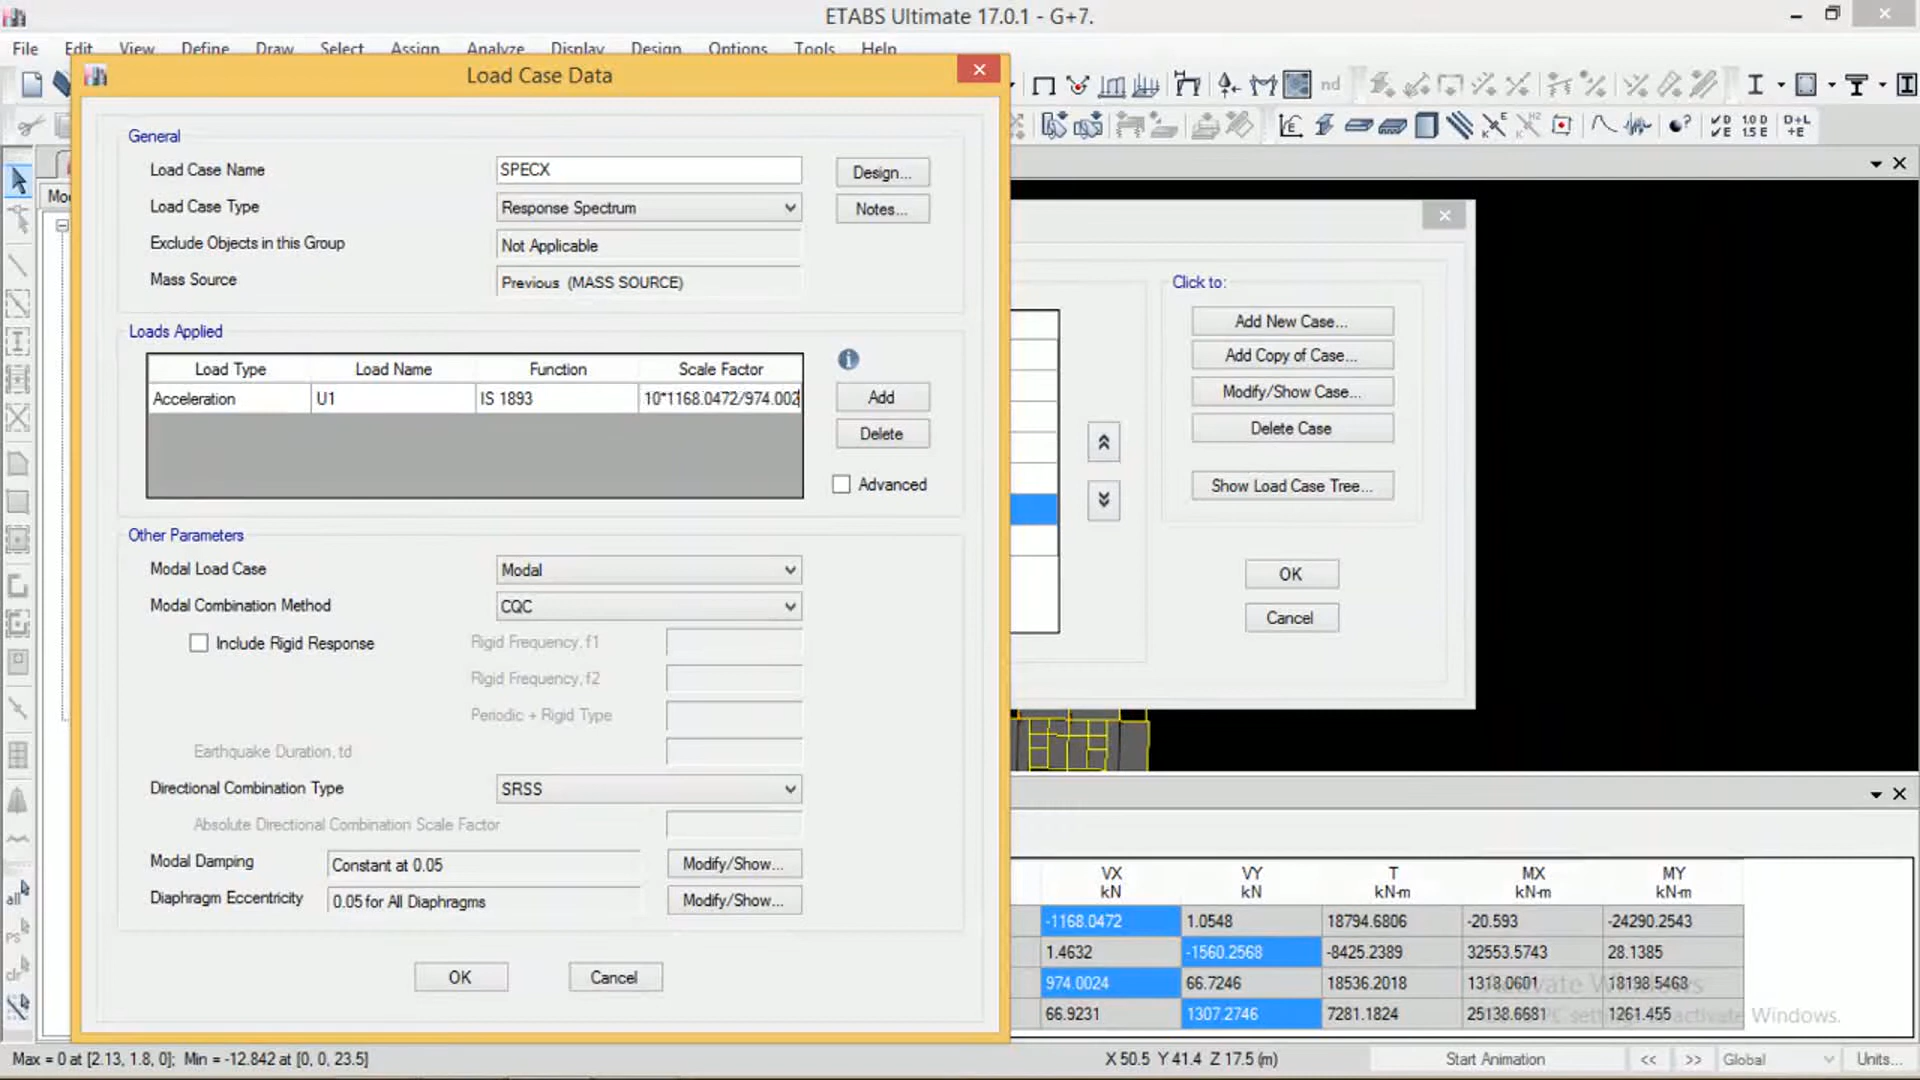 ETABS Ultimate 17.0.1 - G+7.
File Edit View Define Draw Select Assign Analyze Display Design Options Tools Help
Load Case Data
nd
General
Load Case Name SPECX Design...
Load Case Type Response Spectrum Notes...
Exclude Objects in this Group Not Applicable
Mass Source Previous (MASS SOURCE)
Loads Applied
Load Type Load Name Function Scale Factor
Acceleration U1 IS 1893 10*1168.0472/974.002
Add
Delete
Advanced
Other Parameters
Modal Load Case Modal
Modal Combination Method CQC
Include Rigid Response Rigid Frequency, f1
Rigid Frequency, f2
Periodic + Rigid Type
Earthquake Duration, td
Directional Combination Type SRSS
Absolute Directional Combination Scale Factor
Modal Damping Constant at 0.05 Modify/Show...
Diaphragm Eccentricity 0.05 for All Diaphragms Modify/Show...
OK Cancel
Click to:
Add New Case...
Add Copy of Case...
Modify/Show Case...
Delete Case
Show Load Case Tree...
OK
Cancel
VX VY T MX MY
kN kN kN-m kN-m kN-m
-1168.0472 1.0548 18794.6806 -20.593 -24290.2543
1.4632 -1560.2568 -8425.2389 32553.5743 28.1385
974.0024 66.7246 18536.2018 1318.0601 18198.5468
66.9231 1307.2746 7281.1824 25138.6681 1261.455
Max = 0 at [2.13, 1.8, 0]; Min = -12.842 at [0, 0, 23.5] X 50.5 Y 41.4 Z 17.5 (m) Start Animation << >> Global Units...